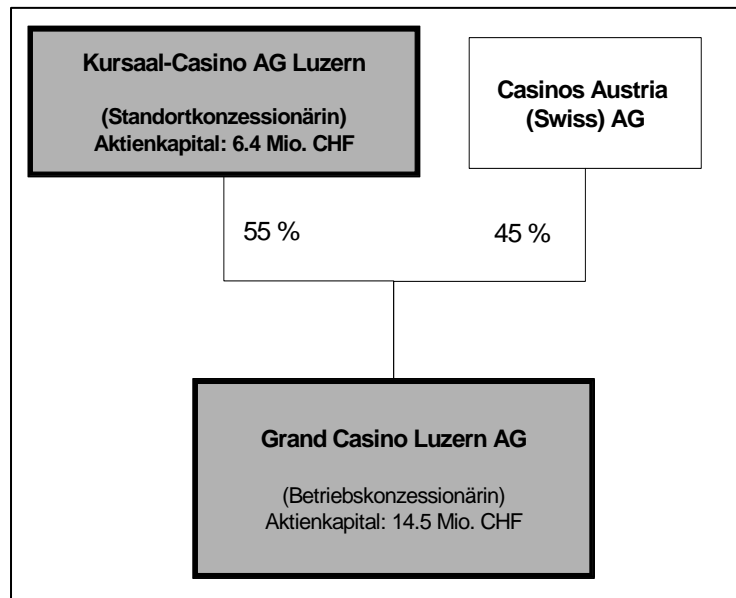 Kursaal-Casino AG Luzern
(Standortkonzessionärin)
Aktienkapital: 6.4 Mio. CHF
Casinos Austria
(Swiss) AG
55 %
45 %
Grand Casino Luzern AG
(Betriebskonzessionärin)
Aktienkapital: 14.5 Mio. CHF